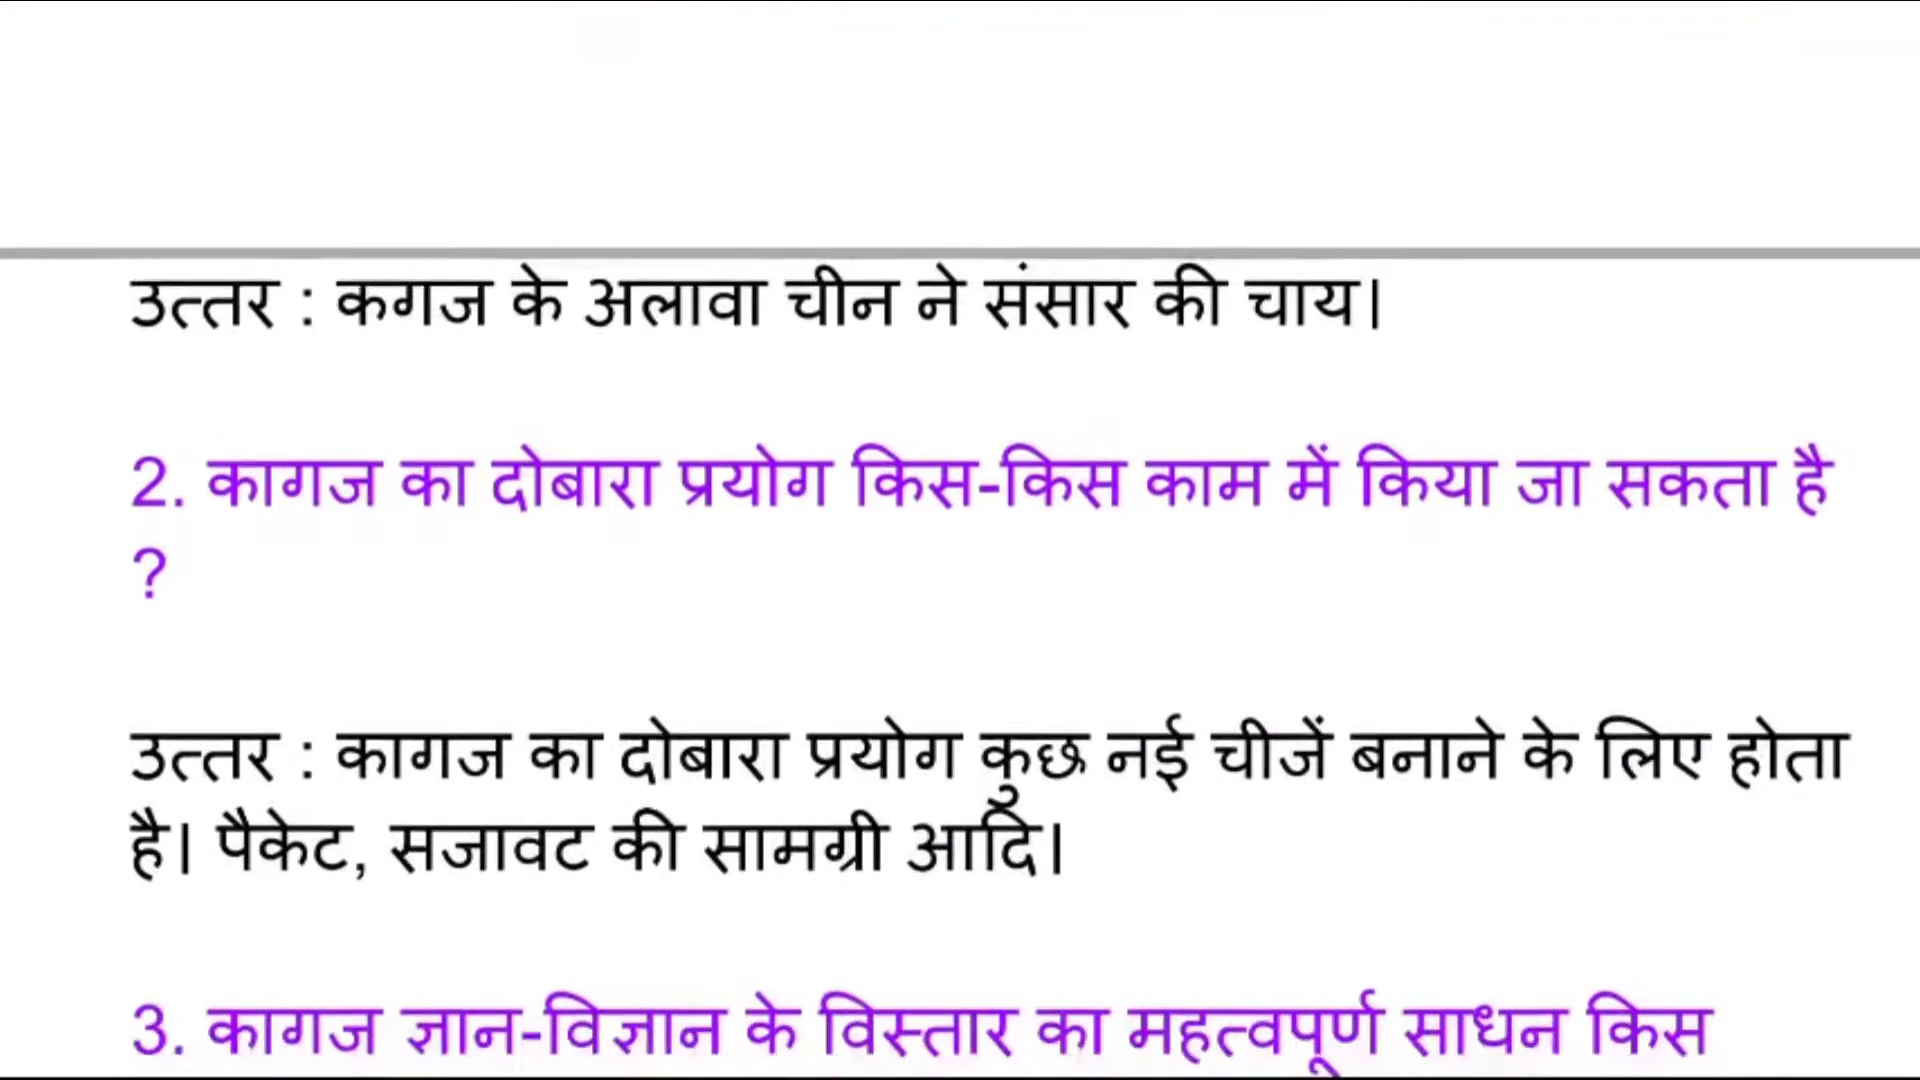 उत्तर : कगज के अलावा चीन ने संसार की चाय।
2. कागज का दोबारा प्रयोग किस-किस काम में किया जा सकता है
?
उत्तर : कागज का दोबारा प्रयोग कुछ नई चीजें बनाने के लिए होता
है। पैकेट, सजावट की सामग्री आदि।
3. कागज ज्ञान-विज्ञान के विस्तार का महत्वपूर्ण साधन किस